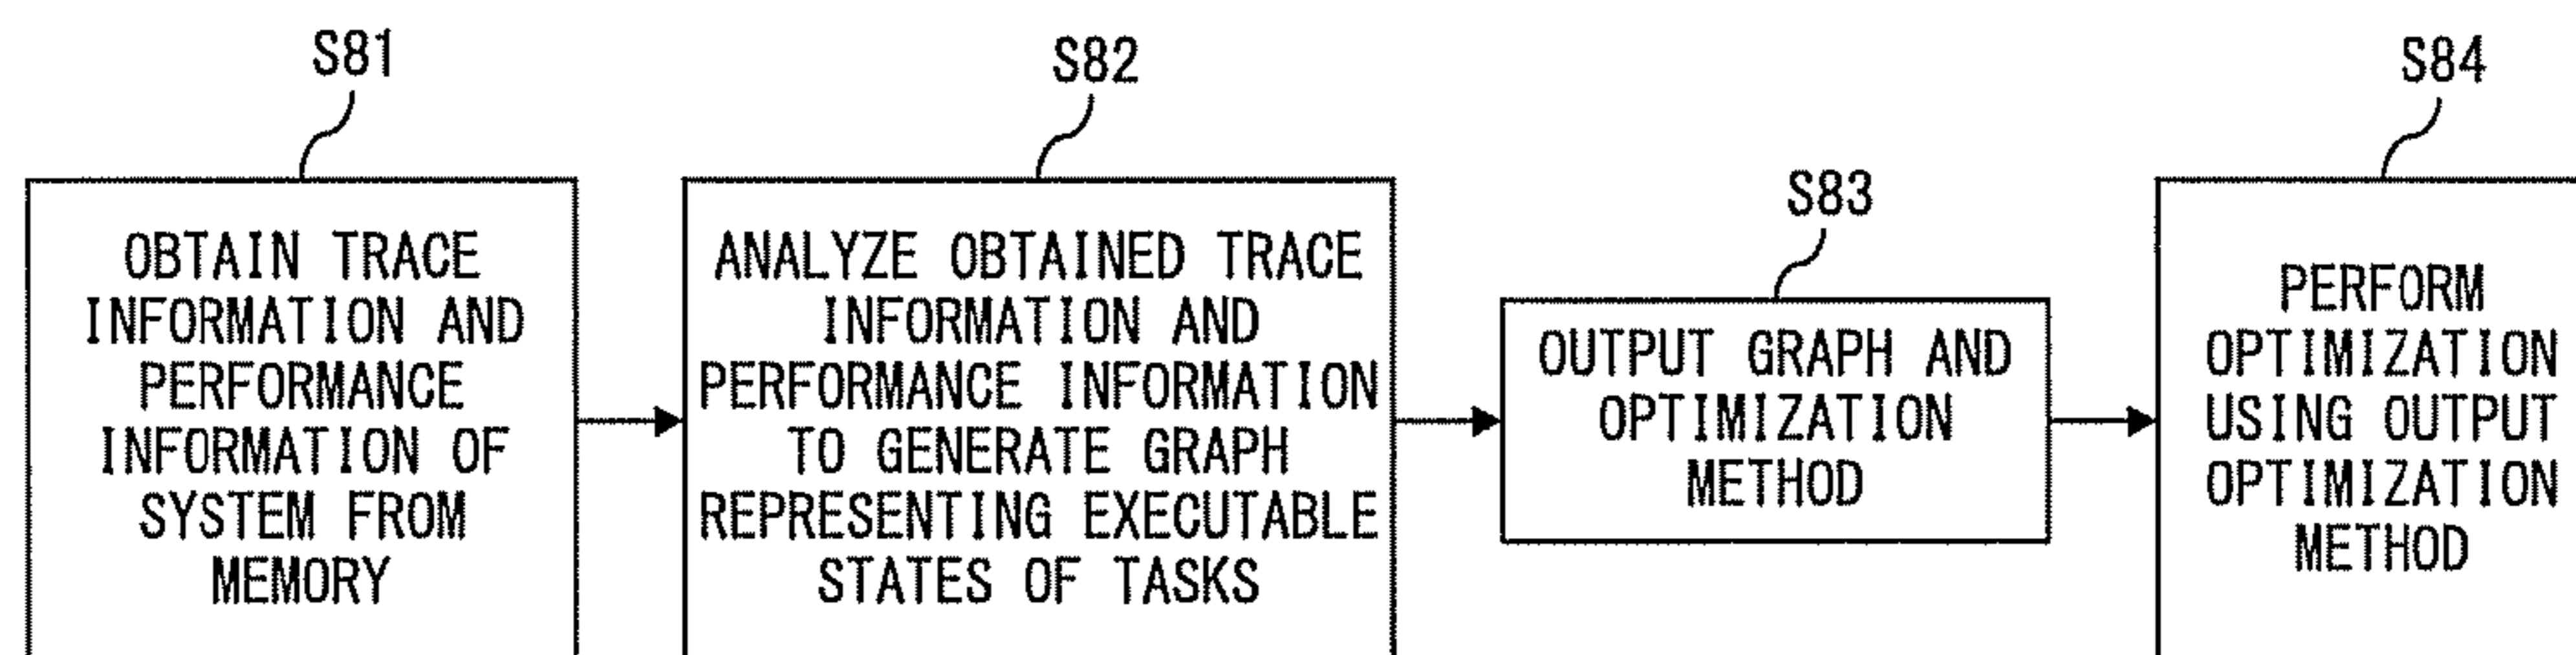 S81
OBTAIN TRACE
INFORMATION AND
PERFORMANCE
INFORMATION OF
SYSTEM FROM
MEMORY
S82
ANALYZE OBTAINED TRACE
INFORMATION AND
PERFORMANCE INFORMATION
TO GENERATE GRAPH
REPRESENTING EXECUTABLE
STATES OF TASKS
S83
OUTPUT GRAPH AND
OPTIMIZATION
METHOD
S84
PERFORM
OPTIMIZATION
USING OUTPUT
OPTIMIZATION
METHOD